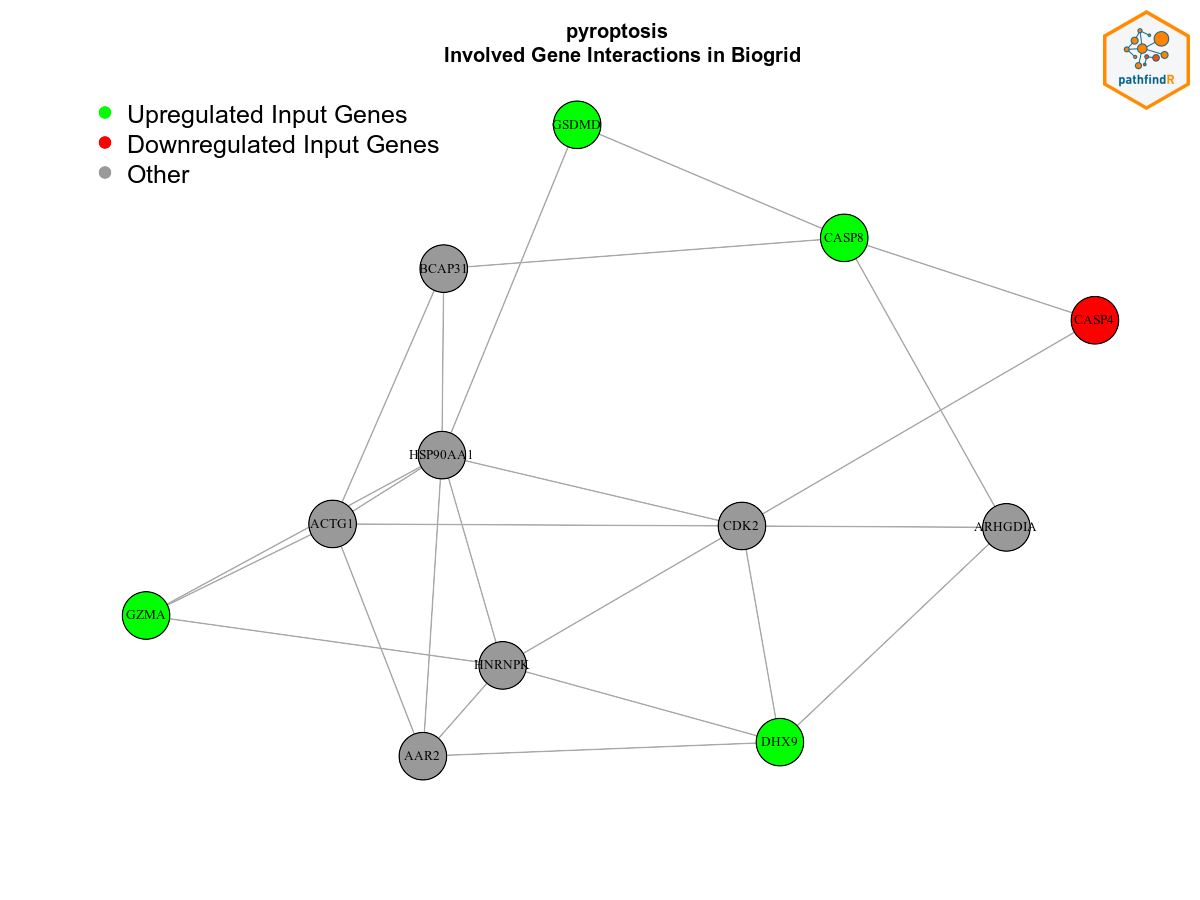 pyroptosis
Involved Gene Interactions in Biogrid
pathfindR
Upregulated Input Genes
Downregulated Input Genes
Other
GSDMD
CASP8
BCAP31
CASP4
HSP90AA1
ACTG1
CDK2
ARHGDIA
GZMA
HNRNPK
DHX9
AAR2